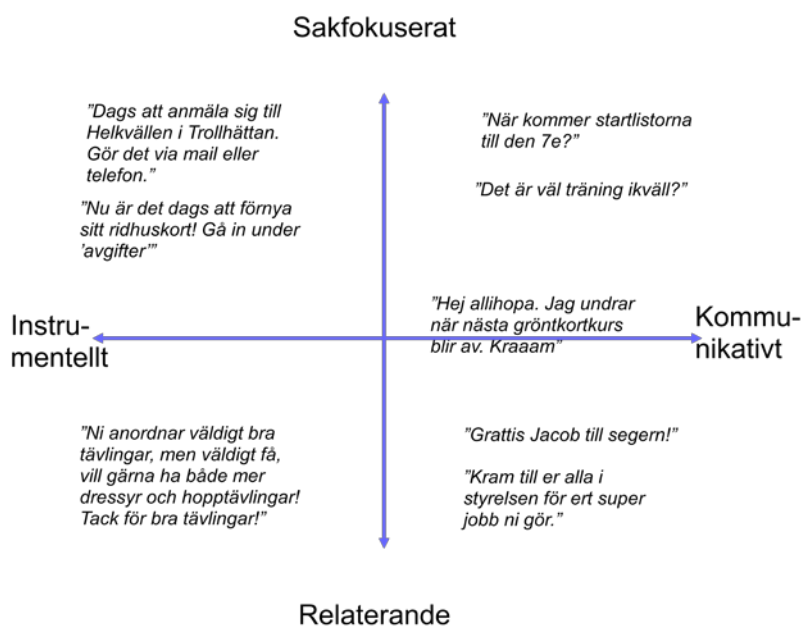 Sakfokuserat
"Dags att anmäla sig till
Helkvällen i Trollhättan.
Gör det via mail eller
telefon."
"Nu är det dags att förnya
sitt ridhuskort! Gå in under
'avgifter'"
"När kommer startlistorna
till den 7e?"
"Det är väl träning ikväll?"
"Hej allihopa. Jag undrar
när nästa gröntkortkurs
blir av. Kraaam"
Instru-
mentellt
Kommu-
nikativt
"Ni anordnar väldigt bra
tävlingar, men väldigt få,
vill gärna ha både mer
dressyr och hopptävlingar!
Tack för bra tävlingar!"
"Grattis Jacob till segern!"
"Kram till er alla i
styrelsen för ert super
jobb ni gör."
Relaterande